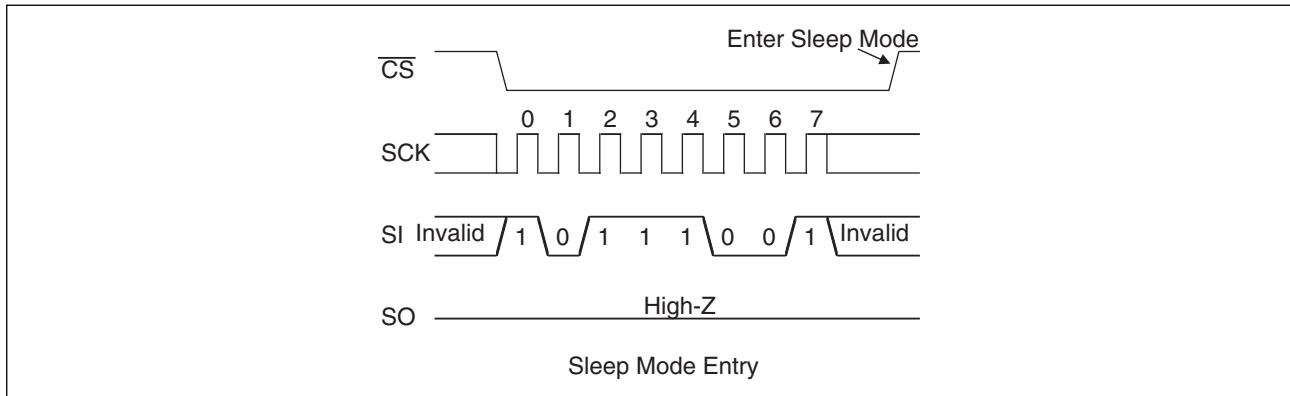 Enter Sleep Mode
CS
0 1 2 3 4 5 6 7
SCK
SI Invalid 1 0 1 1 1 0 0 1 Invalid
High-Z
SO
Sleep Mode Entry